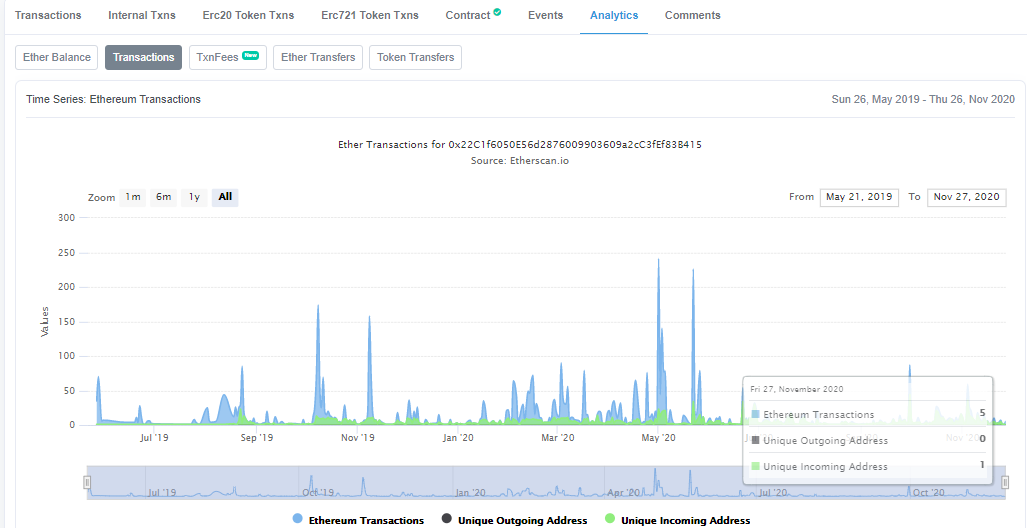 Transactions Internal Txns Erc20 Token Txns Erc721 Token Txns Contract Events Analytics Comments
Ether Balance Transactions TxnFees New Ether Transfers Token Transfers
Time Series: Ethereum Transactions Sun 26, May 2019 - Thu 26, Nov 2020
Ether Transactions for 0x22C1f6050E56d2876009903609a2cC3fEf83B415
Source: Etherscan.io
Zoom 1m 6m 1y All From May 21, 2019 To Nov 27, 2020
300
250
200
150
100
50
0
Values
Jul '19 Sep '19 Nov '19 Jan '20 Mar '20 May '20 Nov '20
Fri 27, November 2020
Ethereum Transactions 5
Unique Outgoing Address 0
Unique Incoming Address 1
Jul '19 Oct '19 Jan '20 Apr '20 Jul '20 Oct '20
Ethereum Transactions Unique Outgoing Address Unique Incoming Address